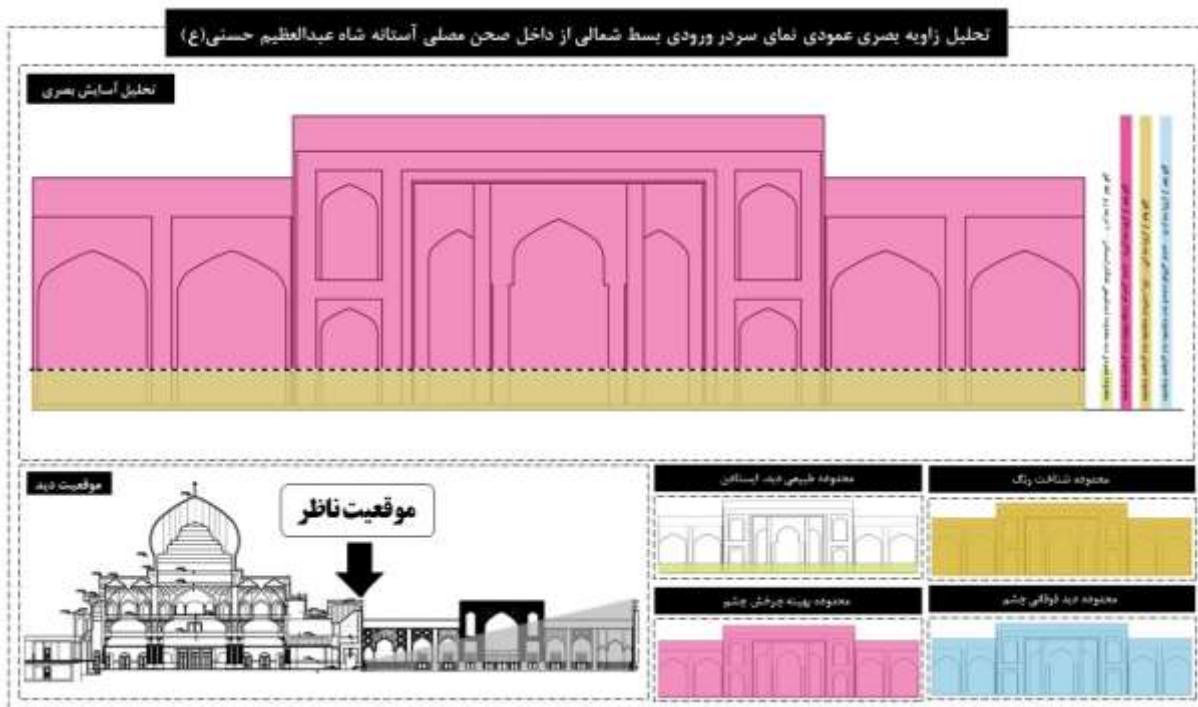 تحلیل زاویه بصری عمودی نمای سردر ورودی بسط شمالی از داخل صحن مصلی آستانه شاه عبدالعظیم حسنی(ع)
تحلیل آسایش بصری
موقعیت دید
موقعیت ناظر
محدوده طبیعی دید، ایستادن
محدوده شناخت رنگ
محدوده بهینه چرخش چشم
محدوده دید فوقانی چشم